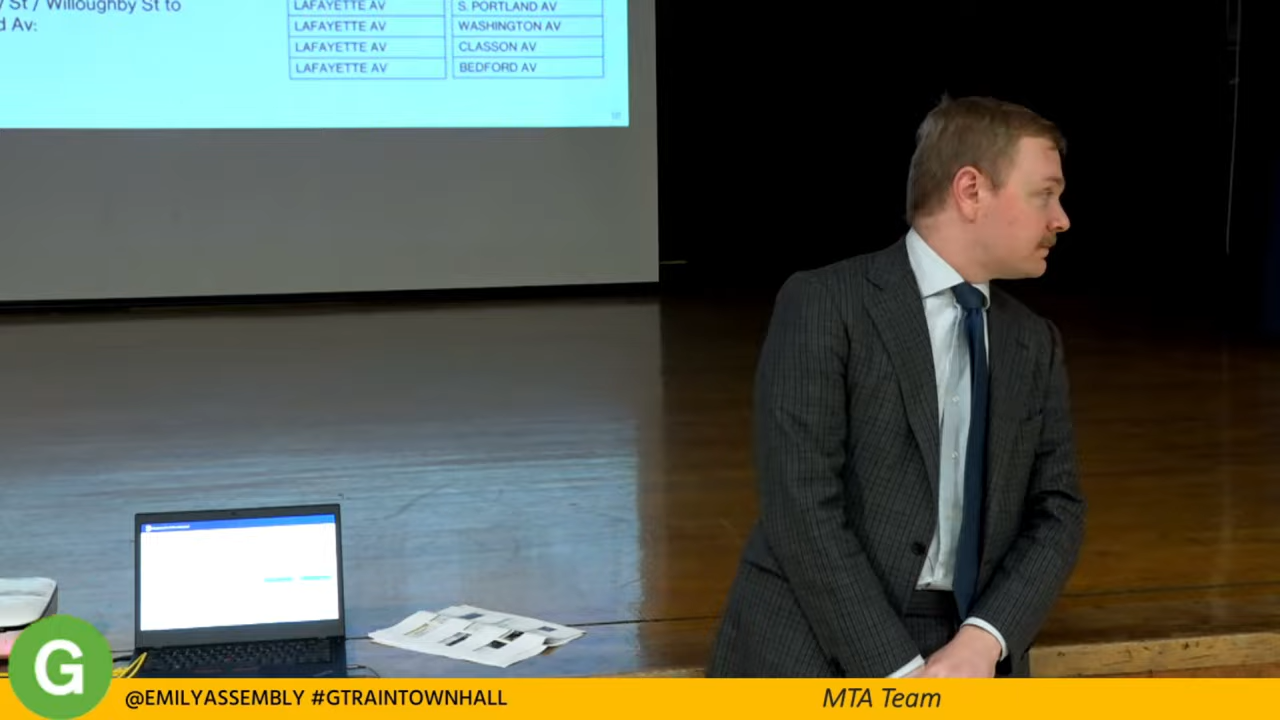 St / Willoughby St to
d Av:
LAFAYETTE AV S. PORTLAND AV
LAFAYETTE AV WASHINGTON AV
LAFAYETTE AV CLASSON AV
LAFAYETTE AV BEDFORD AV
G
@EMILYASSEMBLY #GTRAINTOWNHALL
MTA Team